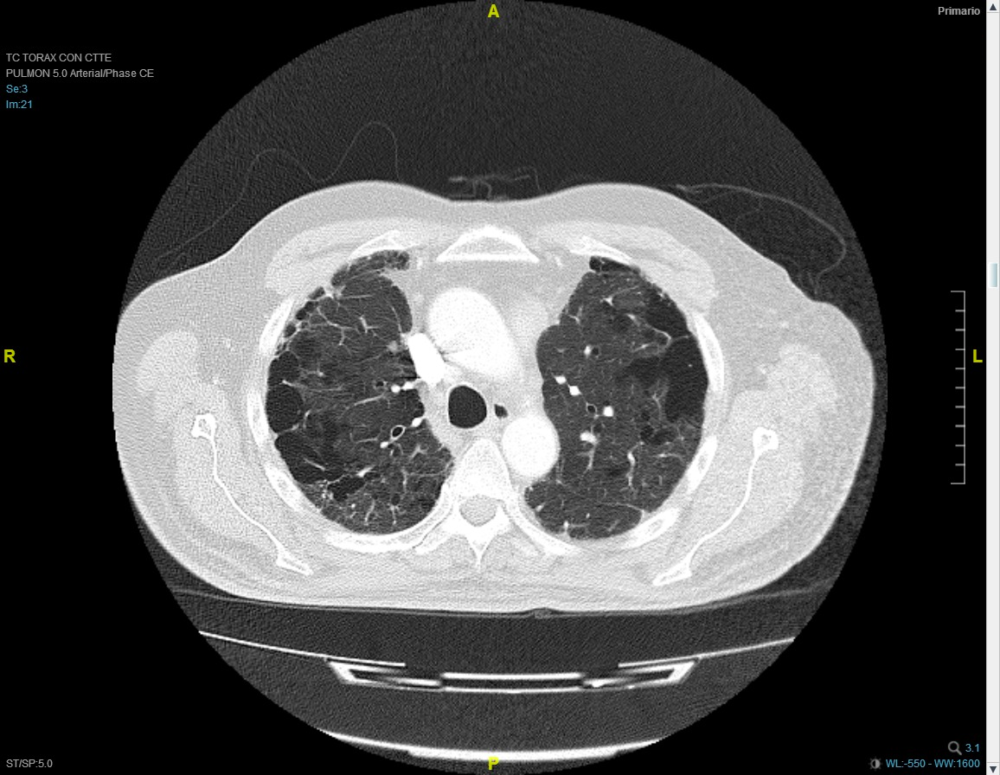 A
Primario
TC TORAX CON CTTE
PULMON 5.0 Arterial/Phase CE
Se:3
Im:21
R
L
3.1
ST/SP:5.0
P
WL:-550 - WW:1600